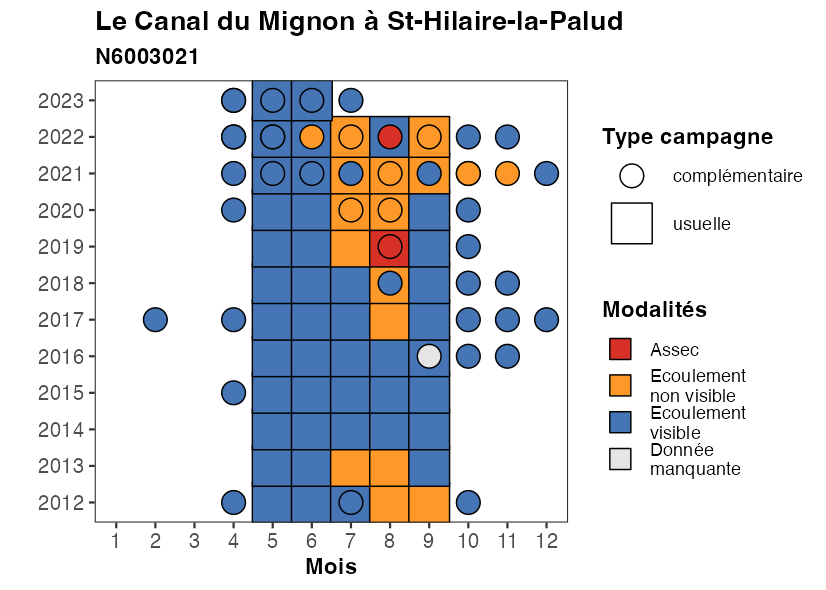 Le Canal du Mignon à St-Hilaire-la-Palud
N6003021
2023
2022
2021
2020
2019
2018
2017
2016
2015
2014
2013
2012
1 2 3 4 5 6 7 8 9 10 11 12
Mois
Type campagne
complémentaire
usuelle
Modalités
Assec
Ecoulement
non visible
Ecoulement
visible
Donnée
manquante